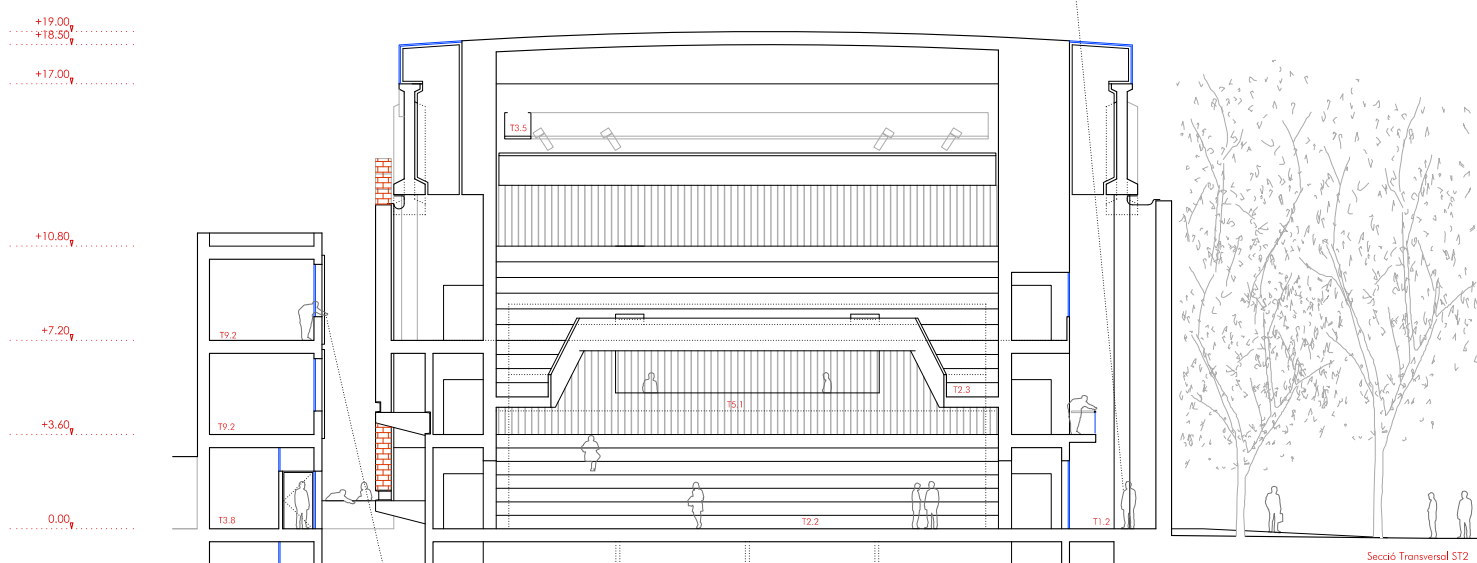 +19.00
+18.50
+17.00
T3.5
+10.80
+7.20
T9.2
T2.3
T5.1
+3.60
T9.2
0.00
T3.8
T2.2
T1.2
Secció Transversal ST2